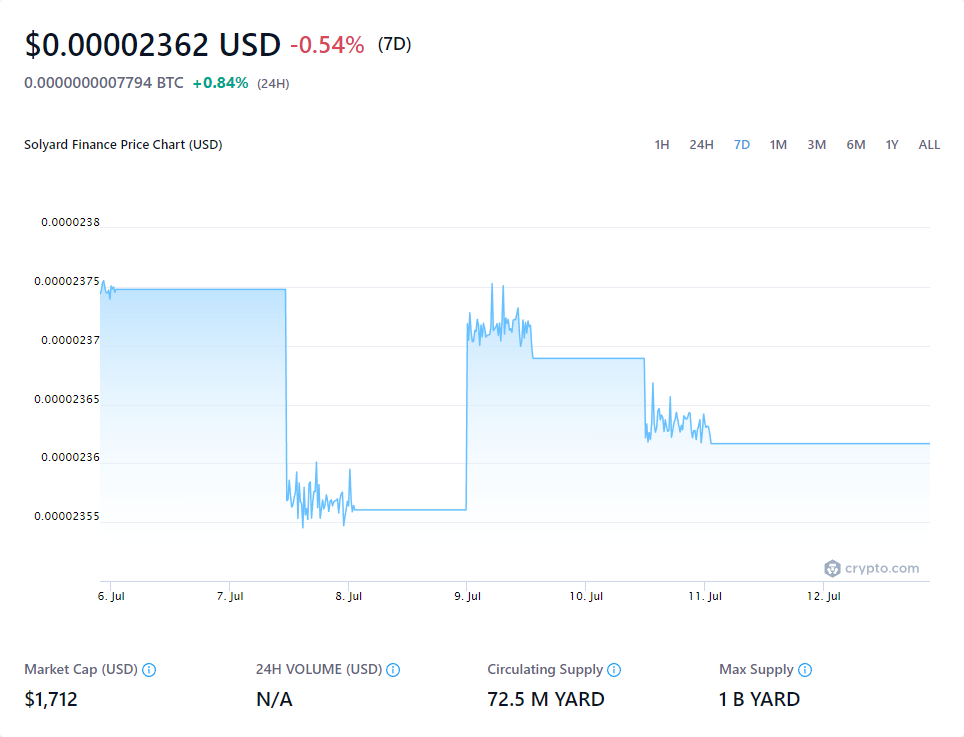 $0.00002362 USD -0.54% (7D)
0.0000000007794 BTC +0.84% (24H)
Solyard Finance Price Chart (USD) 1H 24H 7D 1M 3M 6M 1Y ALL
0.0000238
0.00002375
0.0000237
0.00002365
0.0000236
0.00002355
crypto.com
6. Jul 7. Jul 8. Jul 9. Jul 10. Jul 11. Jul 12. Jul
Market Cap (USD) 24H VOLUME (USD) Circulating Supply Max Supply
$1,712 N/A 72.5 M YARD 1 B YARD